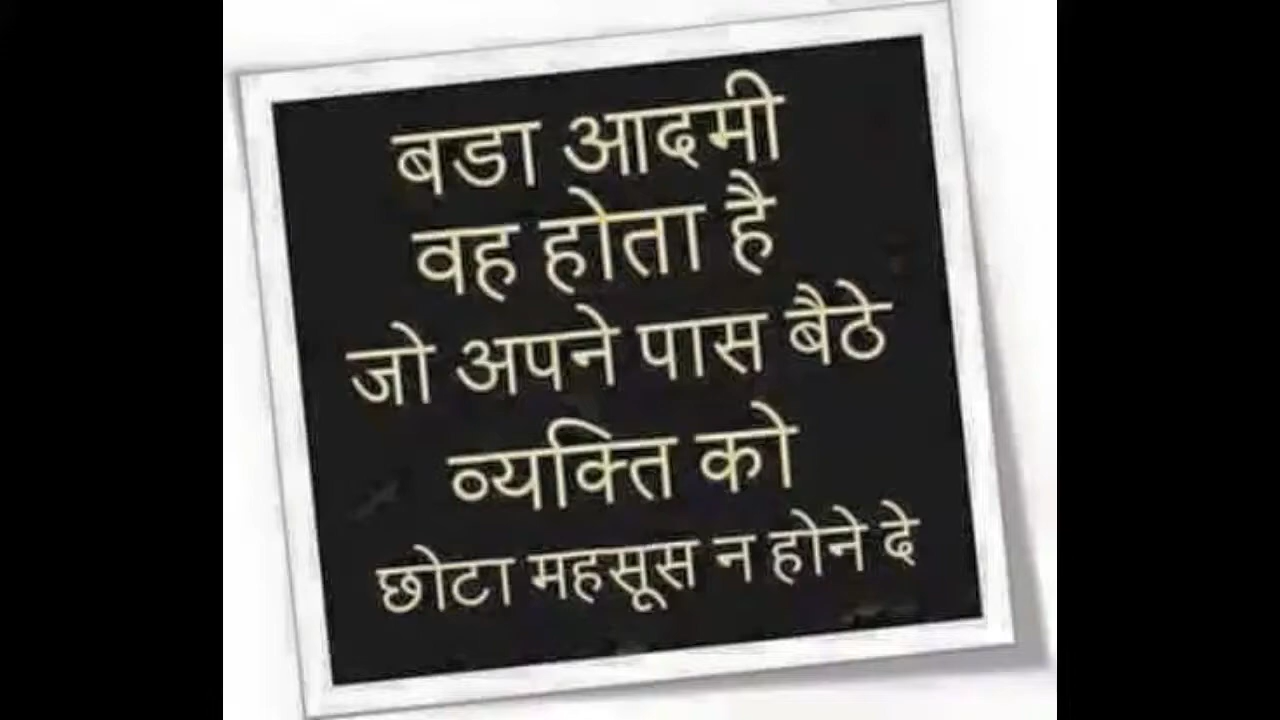 बडा आदमी
वह होता है
जो अपने पास बैठे
व्यक्ति को
छोटा महसूस न होने दे